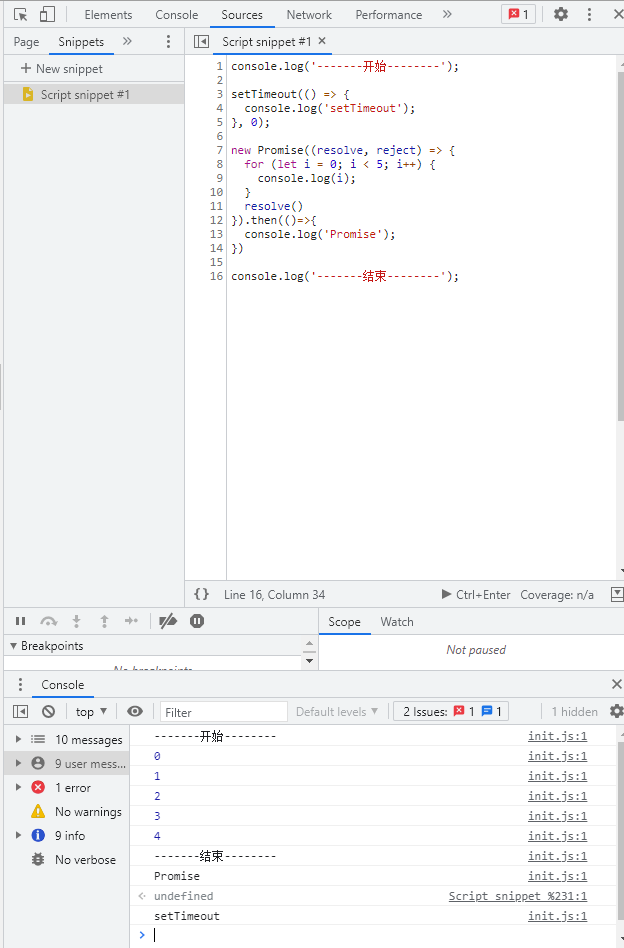 Elements Console Sources Network Performance » 1
Page Snippets » Script snippet #1 ×
+ New snippet
Script snippet #1
1 console.log('-------开始--------');
2
3 setTimeout(() => {
4   console.log('setTimeout');
5 }, 0);
6
7 new Promise((resolve, reject) => {
8   for (let i = 0; i < 5; i++) {
9     console.log(i);
10   }
11   resolve()
12 }).then(()=>{
13   console.log('Promise');
14 })
15
16 console.log('-------结束--------');
{} Line 16, Column 34 Ctrl+Enter Coverage: n/a
Scope Watch
Breakpoints
Not paused
No breakpoints
Console
top Filter Default levels 2 Issues: 1 1 1 hidden
10 messages
9 user mess...
1 error
No warnings
9 info
No verbose
-------开始-------- init.js:1
0 init.js:1
1 init.js:1
2 init.js:1
3 init.js:1
4 init.js:1
-------结束-------- init.js:1
Promise init.js:1
undefined Script snippet %231:1
setTimeout init.js:1